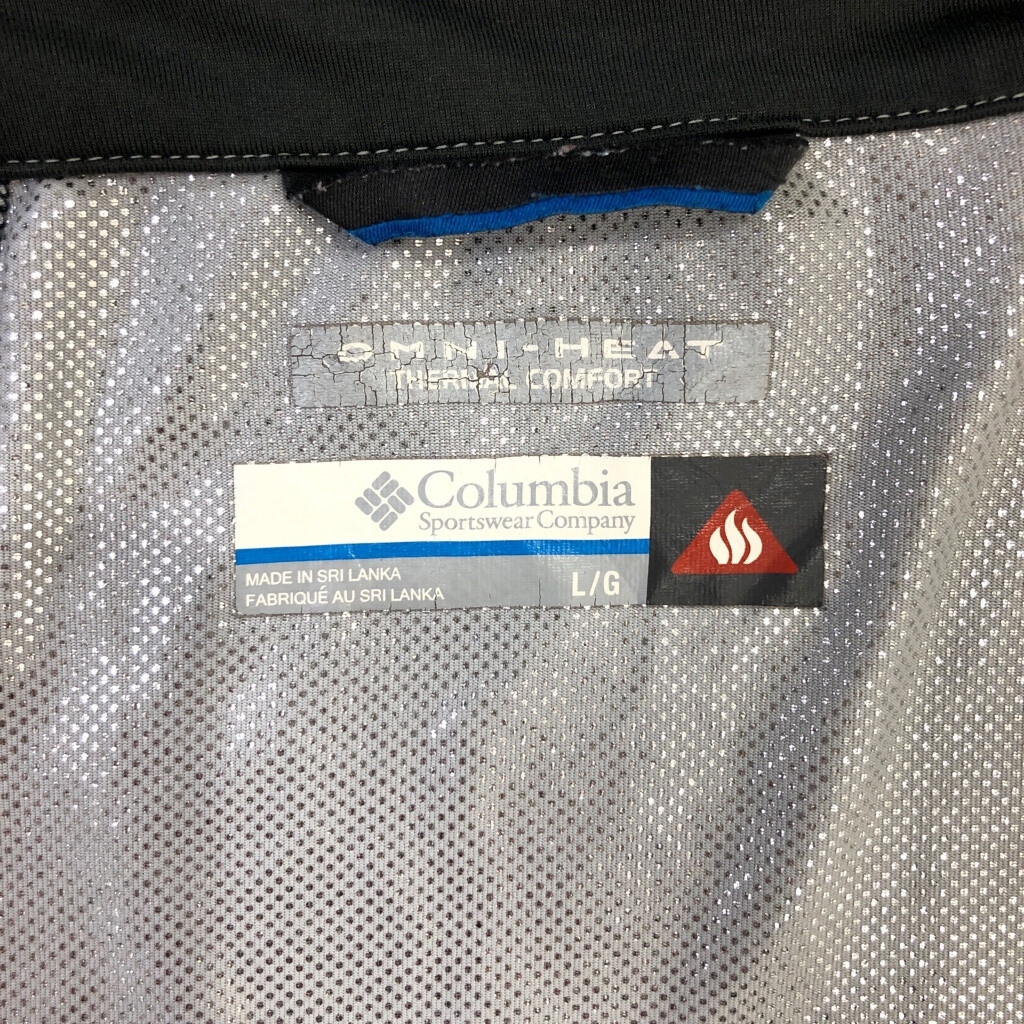 OMNI-HEAT
THERMAL COMFORT
Columbia
Sportswear Company
MADE IN SRI LANKA
FABRIQUÉ AU SRI LANKA
L/G